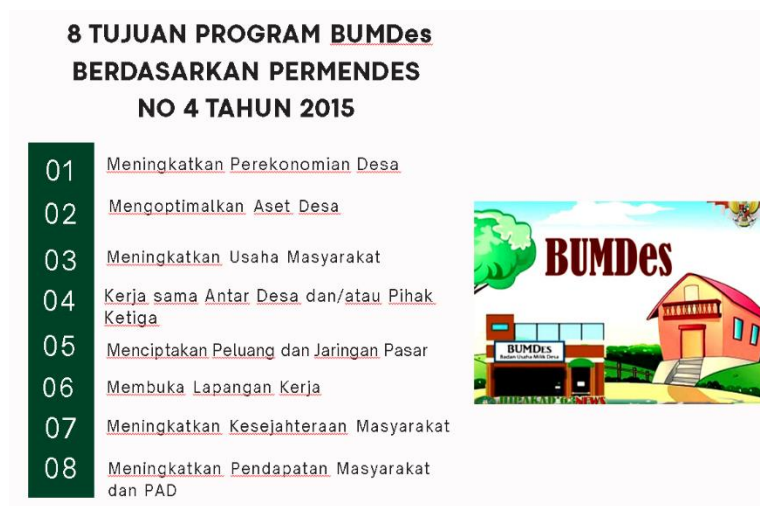 8 TUJUAN PROGRAM BUMDes
BERDASARKAN PERMENDES
NO 4 TAHUN 2015
01 Meningkatkan Perekonomian Desa
02 Mengoptimalkan Aset Desa
03 Meningkatkan Usaha Masyarakat
04 Kerja sama Antar Desa dan/atau Pihak
Ketiga
05 Menciptakan Peluang dan Jaringan Pasar
06 Membuka Lapangan Kerja
07 Meningkatkan Kesejahteraan Masyarakat
08 Meningkatkan Pendapatan Masyarakat
dan PAD
BUMDes
BUMDES
Badan Usaha Milik Desa
NEWS